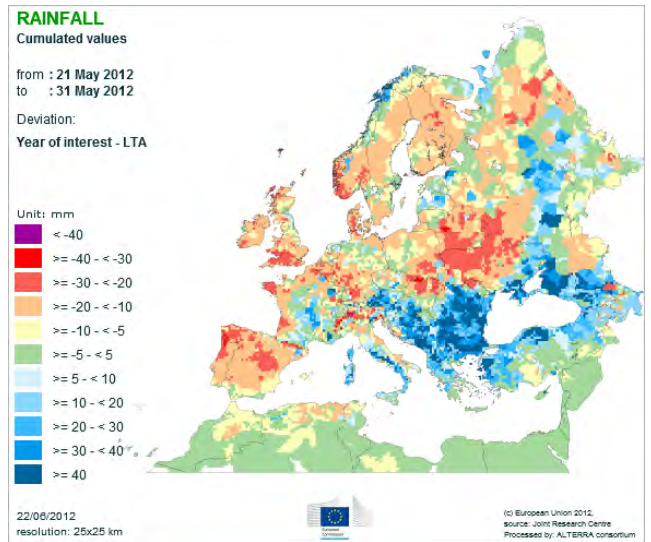 RAINFALL
Cumulated values
from : 21 May 2012
to : 31 May 2012
Deviation:
Year of interest - LTA
Unit: mm
< -40
>= -40 - < -30
>= -30 - < -20
>= -20 - < -10
>= -10 - < -5
>= -5 - < 5
>= 5 - < 10
>= 10 - < 20
>= 20 - < 30
>= 30 - < 40
>= 40
22/06/2012
resolution: 25x25 km
European
Commission
(c) European Union 2012,
source: Joint Research Centre
Processed by: ALTERRA consortium